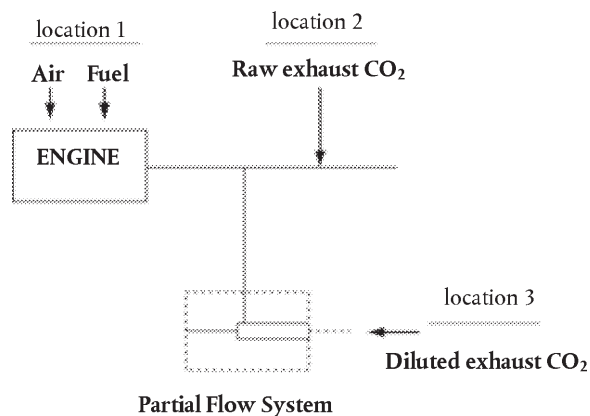 location 1
location 2
Air Fuel
Raw exhaust CO₂
ENGINE
location 3
Diluted exhaust CO₂
Partial Flow System